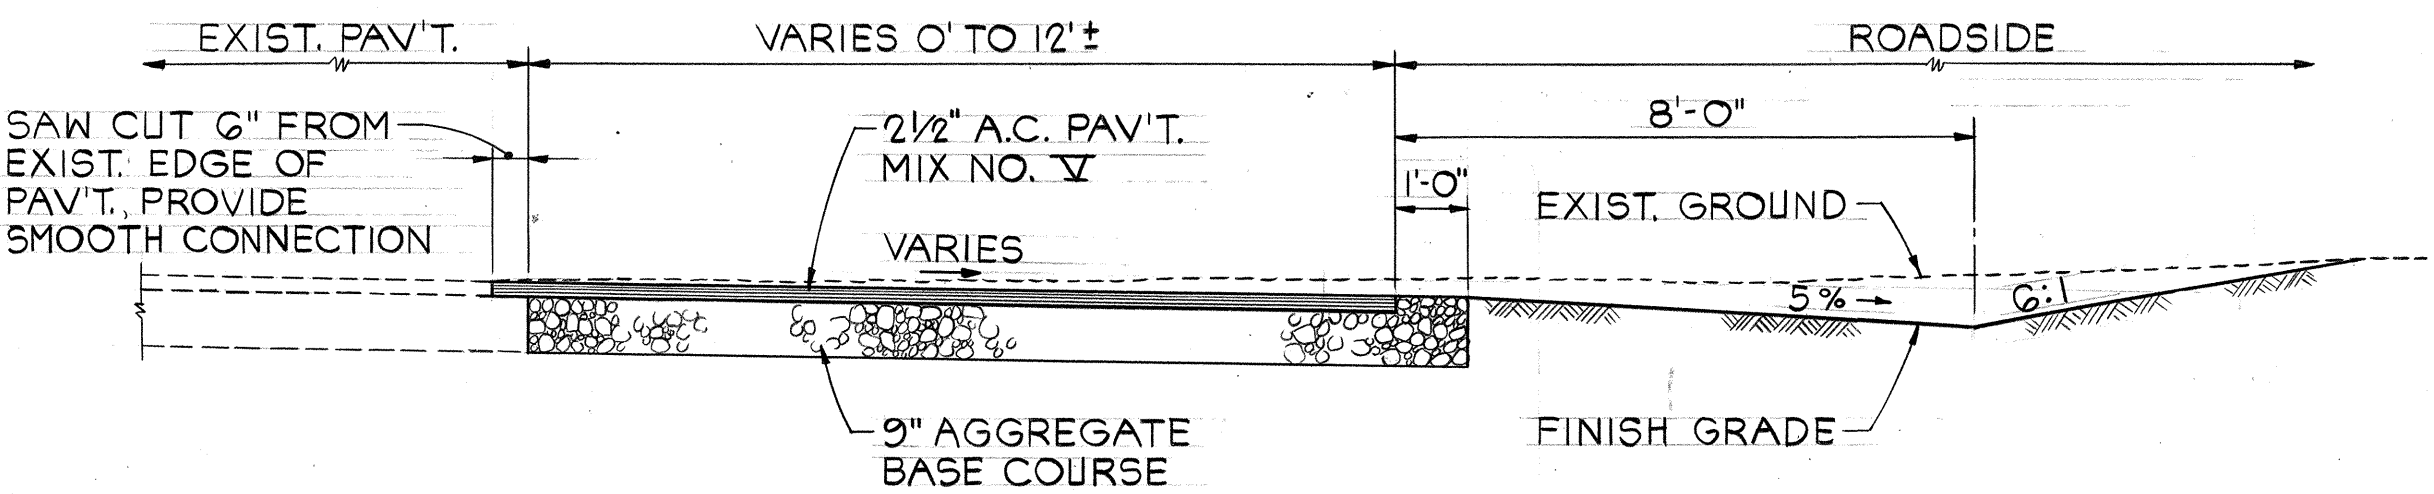 EXIST. PAV'T.
VARIES 0' TO 12'±
ROADSIDE
SAW CUT 6" FROM
EXIST. EDGE OF
PAV'T., PROVIDE
SMOOTH CONNECTION
2½" A.C. PAV'T.
MIX NO. V
VARIES
8'-0"
1'-0"
EXIST. GROUND
5%
6:1
9" AGGREGATE
BASE COURSE
FINISH GRADE